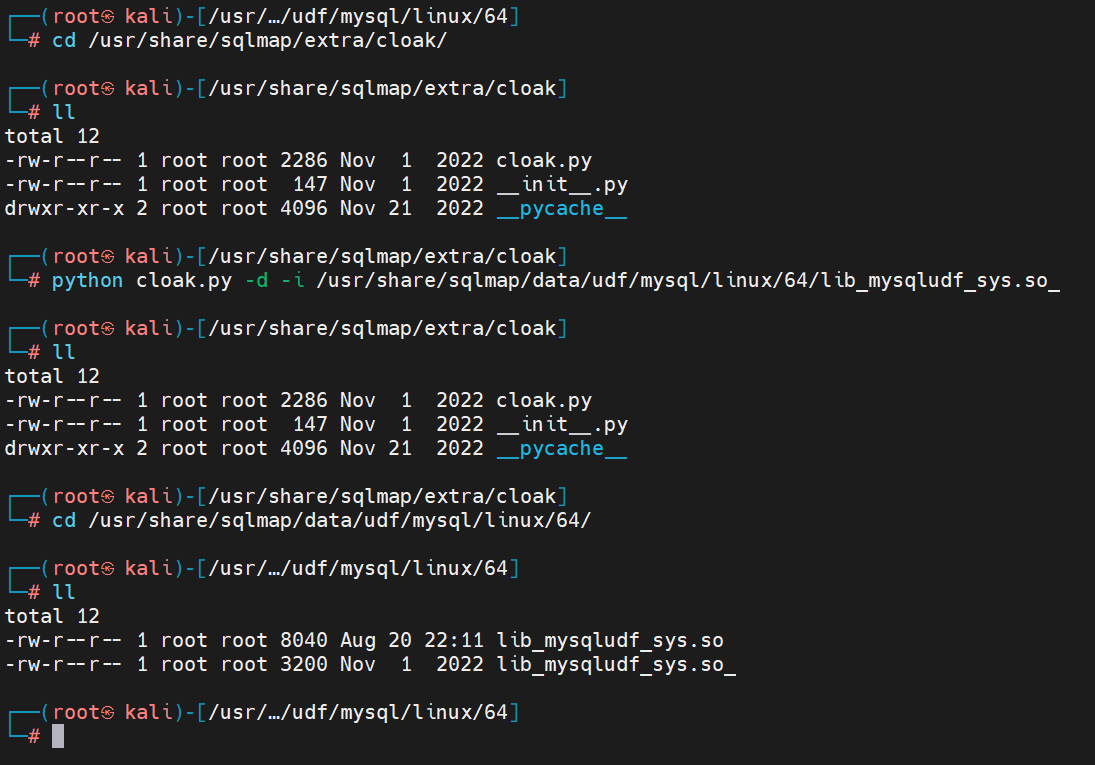 ┌──(root㉿kali)-[/usr/…/udf/mysql/linux/64]
└─# cd /usr/share/sqlmap/extra/cloak/
┌──(root㉿kali)-[/usr/share/sqlmap/extra/cloak]
└─# ll
total 12
-rw-r--r-- 1 root root 2286 Nov  1  2022 cloak.py
-rw-r--r-- 1 root root  147 Nov  1  2022 __init__.py
drwxr-xr-x 2 root root 4096 Nov 21  2022 __pycache__
┌──(root㉿kali)-[/usr/share/sqlmap/extra/cloak]
└─# python cloak.py -d -i /usr/share/sqlmap/data/udf/mysql/linux/64/lib_mysqludf_sys.so_
┌──(root㉿kali)-[/usr/share/sqlmap/extra/cloak]
└─# ll
total 12
-rw-r--r-- 1 root root 2286 Nov  1  2022 cloak.py
-rw-r--r-- 1 root root  147 Nov  1  2022 __init__.py
drwxr-xr-x 2 root root 4096 Nov 21  2022 __pycache__
┌──(root㉿kali)-[/usr/share/sqlmap/extra/cloak]
└─# cd /usr/share/sqlmap/data/udf/mysql/linux/64/
┌──(root㉿kali)-[/usr/…/udf/mysql/linux/64]
└─# ll
total 12
-rw-r--r-- 1 root root 8040 Aug 20 22:11 lib_mysqludf_sys.so
-rw-r--r-- 1 root root 3200 Nov  1  2022 lib_mysqludf_sys.so_
┌──(root㉿kali)-[/usr/…/udf/mysql/linux/64]
└─#